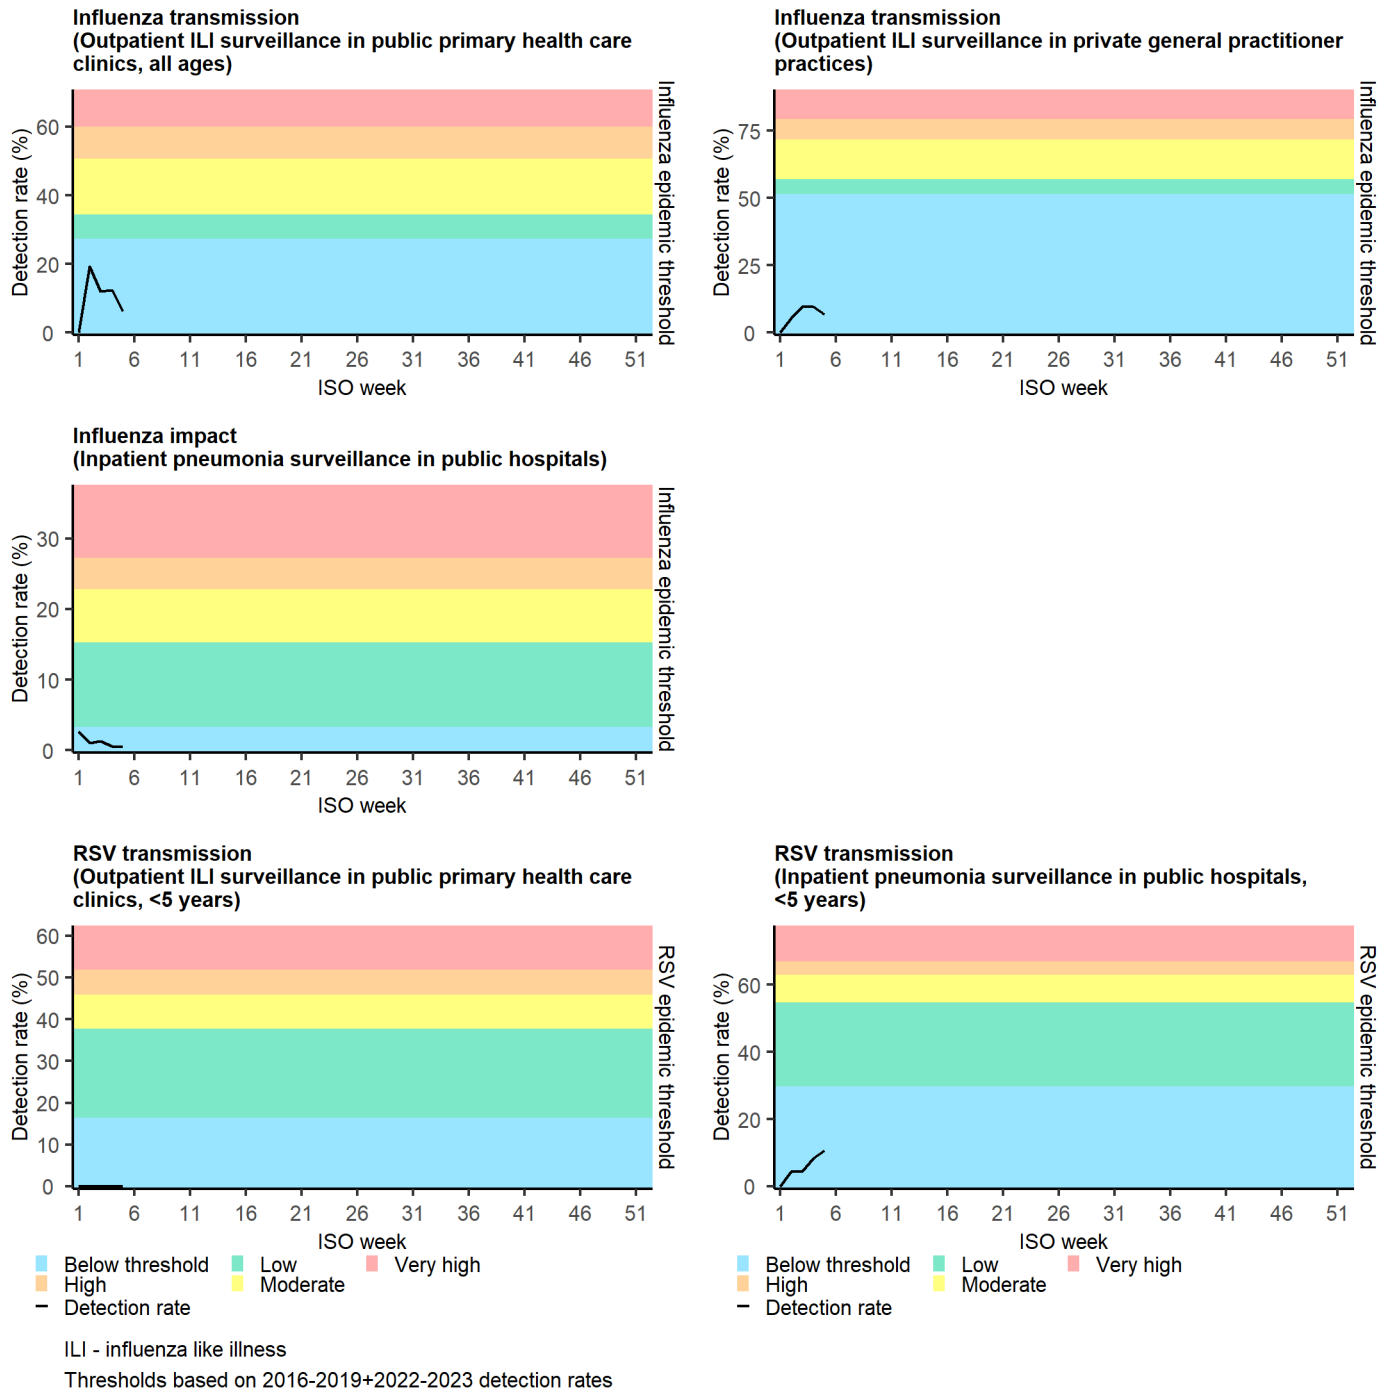 Influenza transmission
(Outpatient ILI surveillance in public primary health care
clinics, all ages)
Detection rate (%)
60
40
20
0
1 6 11 16 21 26 31 36 41 46 51
ISO week
Influenza epidemic threshold
Influenza transmission
(Outpatient ILI surveillance in private general practitioner
practices)
Detection rate (%)
75
50
25
0
1 6 11 16 21 26 31 36 41 46 51
ISO week
Influenza epidemic threshold
Influenza impact
(Inpatient pneumonia surveillance in public hospitals)
Detection rate (%)
30
20
10
0
1 6 11 16 21 26 31 36 41 46 51
ISO week
Influenza epidemic threshold
RSV transmission
(Outpatient ILI surveillance in public primary health care
clinics, <5 years)
Detection rate (%)
60
50
40
30
20
10
0
1 6 11 16 21 26 31 36 41 46 51
ISO week
RSV epidemic threshold
Below threshold Low Very high
High Moderate
Detection rate
RSV transmission
(Inpatient pneumonia surveillance in public hospitals,
<5 years)
Detection rate (%)
60
40
20
0
1 6 11 16 21 26 31 36 41 46 51
ISO week
RSV epidemic threshold
Below threshold Low Very high
High Moderate
Detection rate
ILI - influenza like illness
Thresholds based on 2016-2019+2022-2023 detection rates